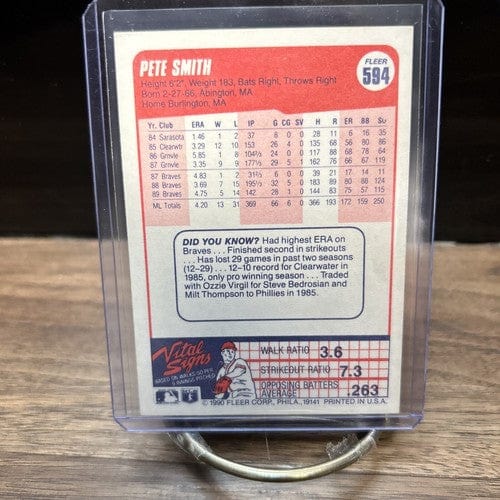 PETE SMITH
FLEER
594
Height 6'2", Weight 183, Bats Right, Throws Right
Born 2-27-66, Abington, MA
Home Burlington, MA
Yr. Club ERA W L IP G CG SV H R ER BB So
84 Sarasota 1.46 1 2 37 8 0 0 28 11 6 16 35
85 Clearwtr 3.29 12 10 153 26 4 0 135 68 56 80 86
86 Grnvle 5.85 1 8 104⅔ 24 0 0 117 88 68 78 64
87 Grnvle 3.35 9 9 177⅓ 29 5 1 162 76 66 67 119
87 Braves 4.83 1 2 31⅔ 6 0 0 39 21 17 14 11
88 Braves 3.69 7 15 195⅓ 32 5 0 183 89 80 88 124
89 Braves 4.75 5 14 142 28 1 0 144 83 75 57 115
ML Totals 4.20 13 31 369 66 6 0 366 193 172 159 250
DID YOU KNOW? Had highest ERA on
Braves . . . Finished second in strikeouts
. . . Has lost 29 games in past two seasons
(12-29) . . . 12-10 record for Clearwater in
1985, only pro winning season . . . Traded
with Ozzie Virgil for Steve Bedrosian and
Milt Thompson to Phillies in 1985.
Vital
Signs
BASED ON WALKS/SO PER
9 INNINGS PITCHED
WALK RATIO 3.6
STRIKEOUT RATIO 7.3
OPPOSING BATTERS
AVERAGE .263
© 1990 FLEER CORP., PHILA., 19141 PRINTED IN U.S.A.